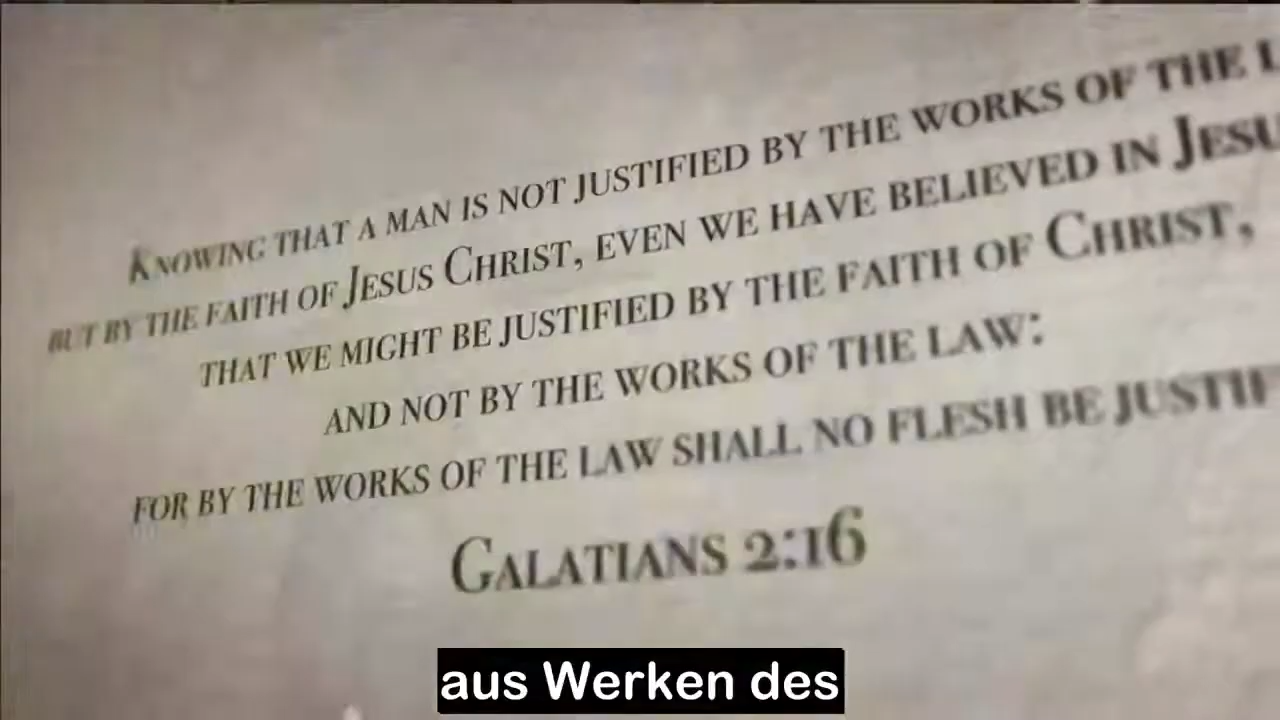 KNOWING THAT A MAN IS NOT JUSTIFIED BY THE WORKS OF THE L
BUT BY THE FAITH OF JESUS CHRIST, EVEN WE HAVE BELIEVED IN JESU
THAT WE MIGHT BE JUSTIFIED BY THE FAITH OF CHRIST,
AND NOT BY THE WORKS OF THE LAW:
FOR BY THE WORKS OF THE LAW SHALL NO FLESH BE JUSTIF
GALATIANS 2:16
aus Werken des